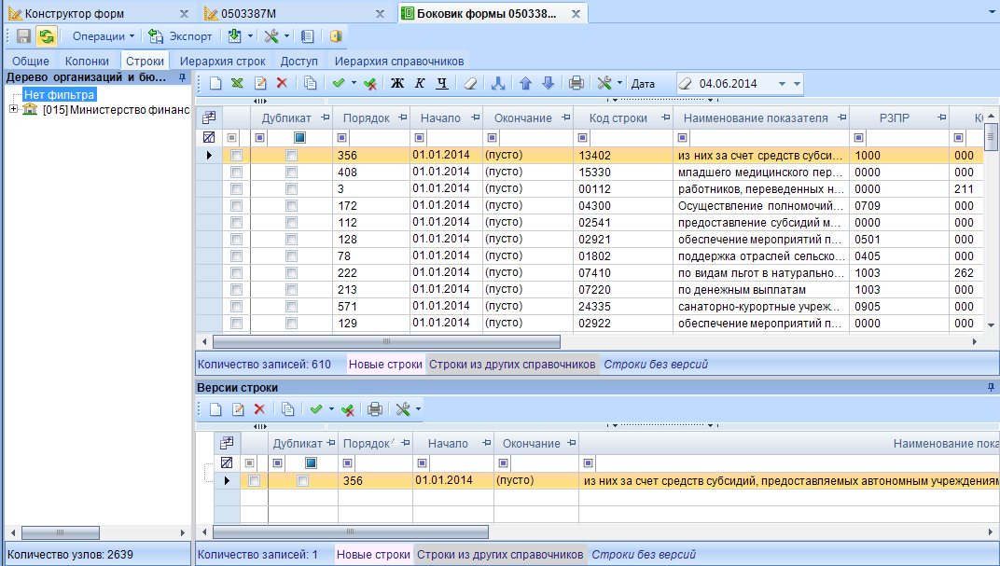 Конструктор форм 0503387М Боковик формы 050338...
Операции Экспорт
Общие Колонки Строки Иерархия строк Доступ Иерархия справочников
Дерево организаций и бю...
Нет фильтра
[015] Министерство финанс
Количество узлов: 2639
Ж К Ч Дата 04.06.2014
Дубликат Порядок Начало Окончание Код строки Наименование показателя РЗПР
356 01.01.2014 (пусто) 13402 из них за счет средств субси... 1000 000
408 01.01.2014 (пусто) 15330 младшего медицинского пер... 0000 000
3 01.01.2014 (пусто) 00112 работников, переведенных н... 0000 211
172 01.01.2014 (пусто) 04300 Осуществление полномочий... 0709 000
112 01.01.2014 (пусто) 02541 предоставление субсидий м... 0000 000
128 01.01.2014 (пусто) 02921 обеспечение мероприятий п... 0501 000
78 01.01.2014 (пусто) 01802 поддержка отраслей сельско... 0405 000
222 01.01.2014 (пусто) 07410 по видам льгот в натурально... 1003 262
213 01.01.2014 (пусто) 07220 по денежным выплатам 1003 000
571 01.01.2014 (пусто) 24335 санаторно-курортные учреж... 0905 000
129 01.01.2014 (пусто) 02922 обеспечение мероприятий п... 0000 000
Количество записей: 610 Новые строки Строки из других справочников Строки без версий
Версии строки
Дубликат Порядок Начало Окончание Наименование пока
356 01.01.2014 (пусто) из них за счет средств субсидий, предоставляемых автономным учреждениям
Количество записей: 1 Новые строки Строки из других справочников Строки без версий